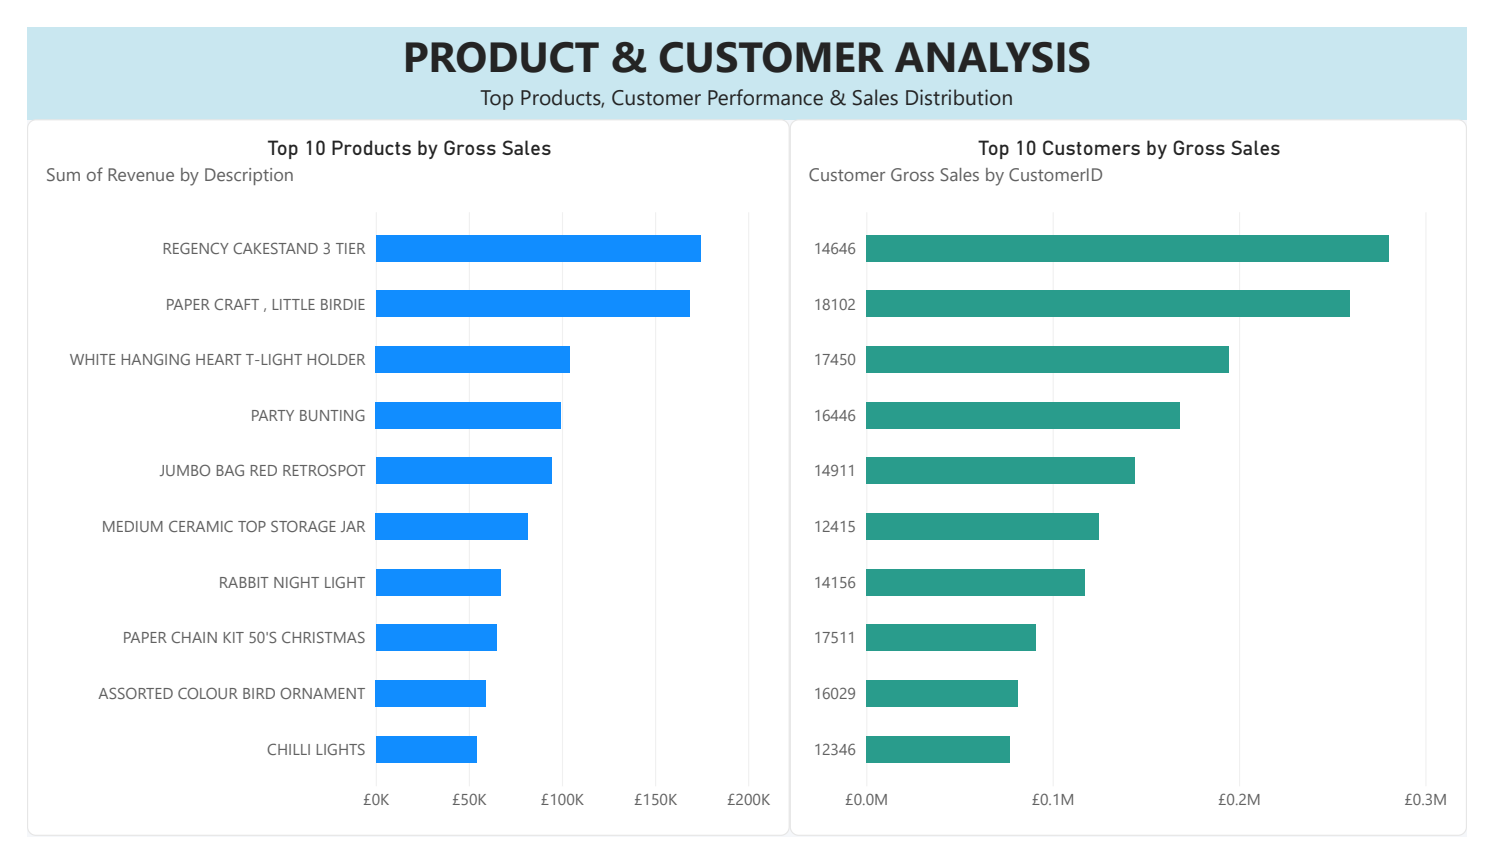 PRODUCT & CUSTOMER ANALYSIS
Top Products, Customer Performance & Sales Distribution
Top 10 Products by Gross Sales
Sum of Revenue by Description
REGENCY CAKESTAND 3 TIER
PAPER CRAFT , LITTLE BIRDIE
WHITE HANGING HEART T-LIGHT HOLDER
PARTY BUNTING
JUMBO BAG RED RETROSPOT
MEDIUM CERAMIC TOP STORAGE JAR
RABBIT NIGHT LIGHT
PAPER CHAIN KIT 50'S CHRISTMAS
ASSORTED COLOUR BIRD ORNAMENT
CHILLI LIGHTS
£0K £50K £100K £150K £200K
Top 10 Customers by Gross Sales
Customer Gross Sales by CustomerID
14646
18102
17450
16446
14911
12415
14156
17511
16029
12346
£0.0M £0.1M £0.2M £0.3M